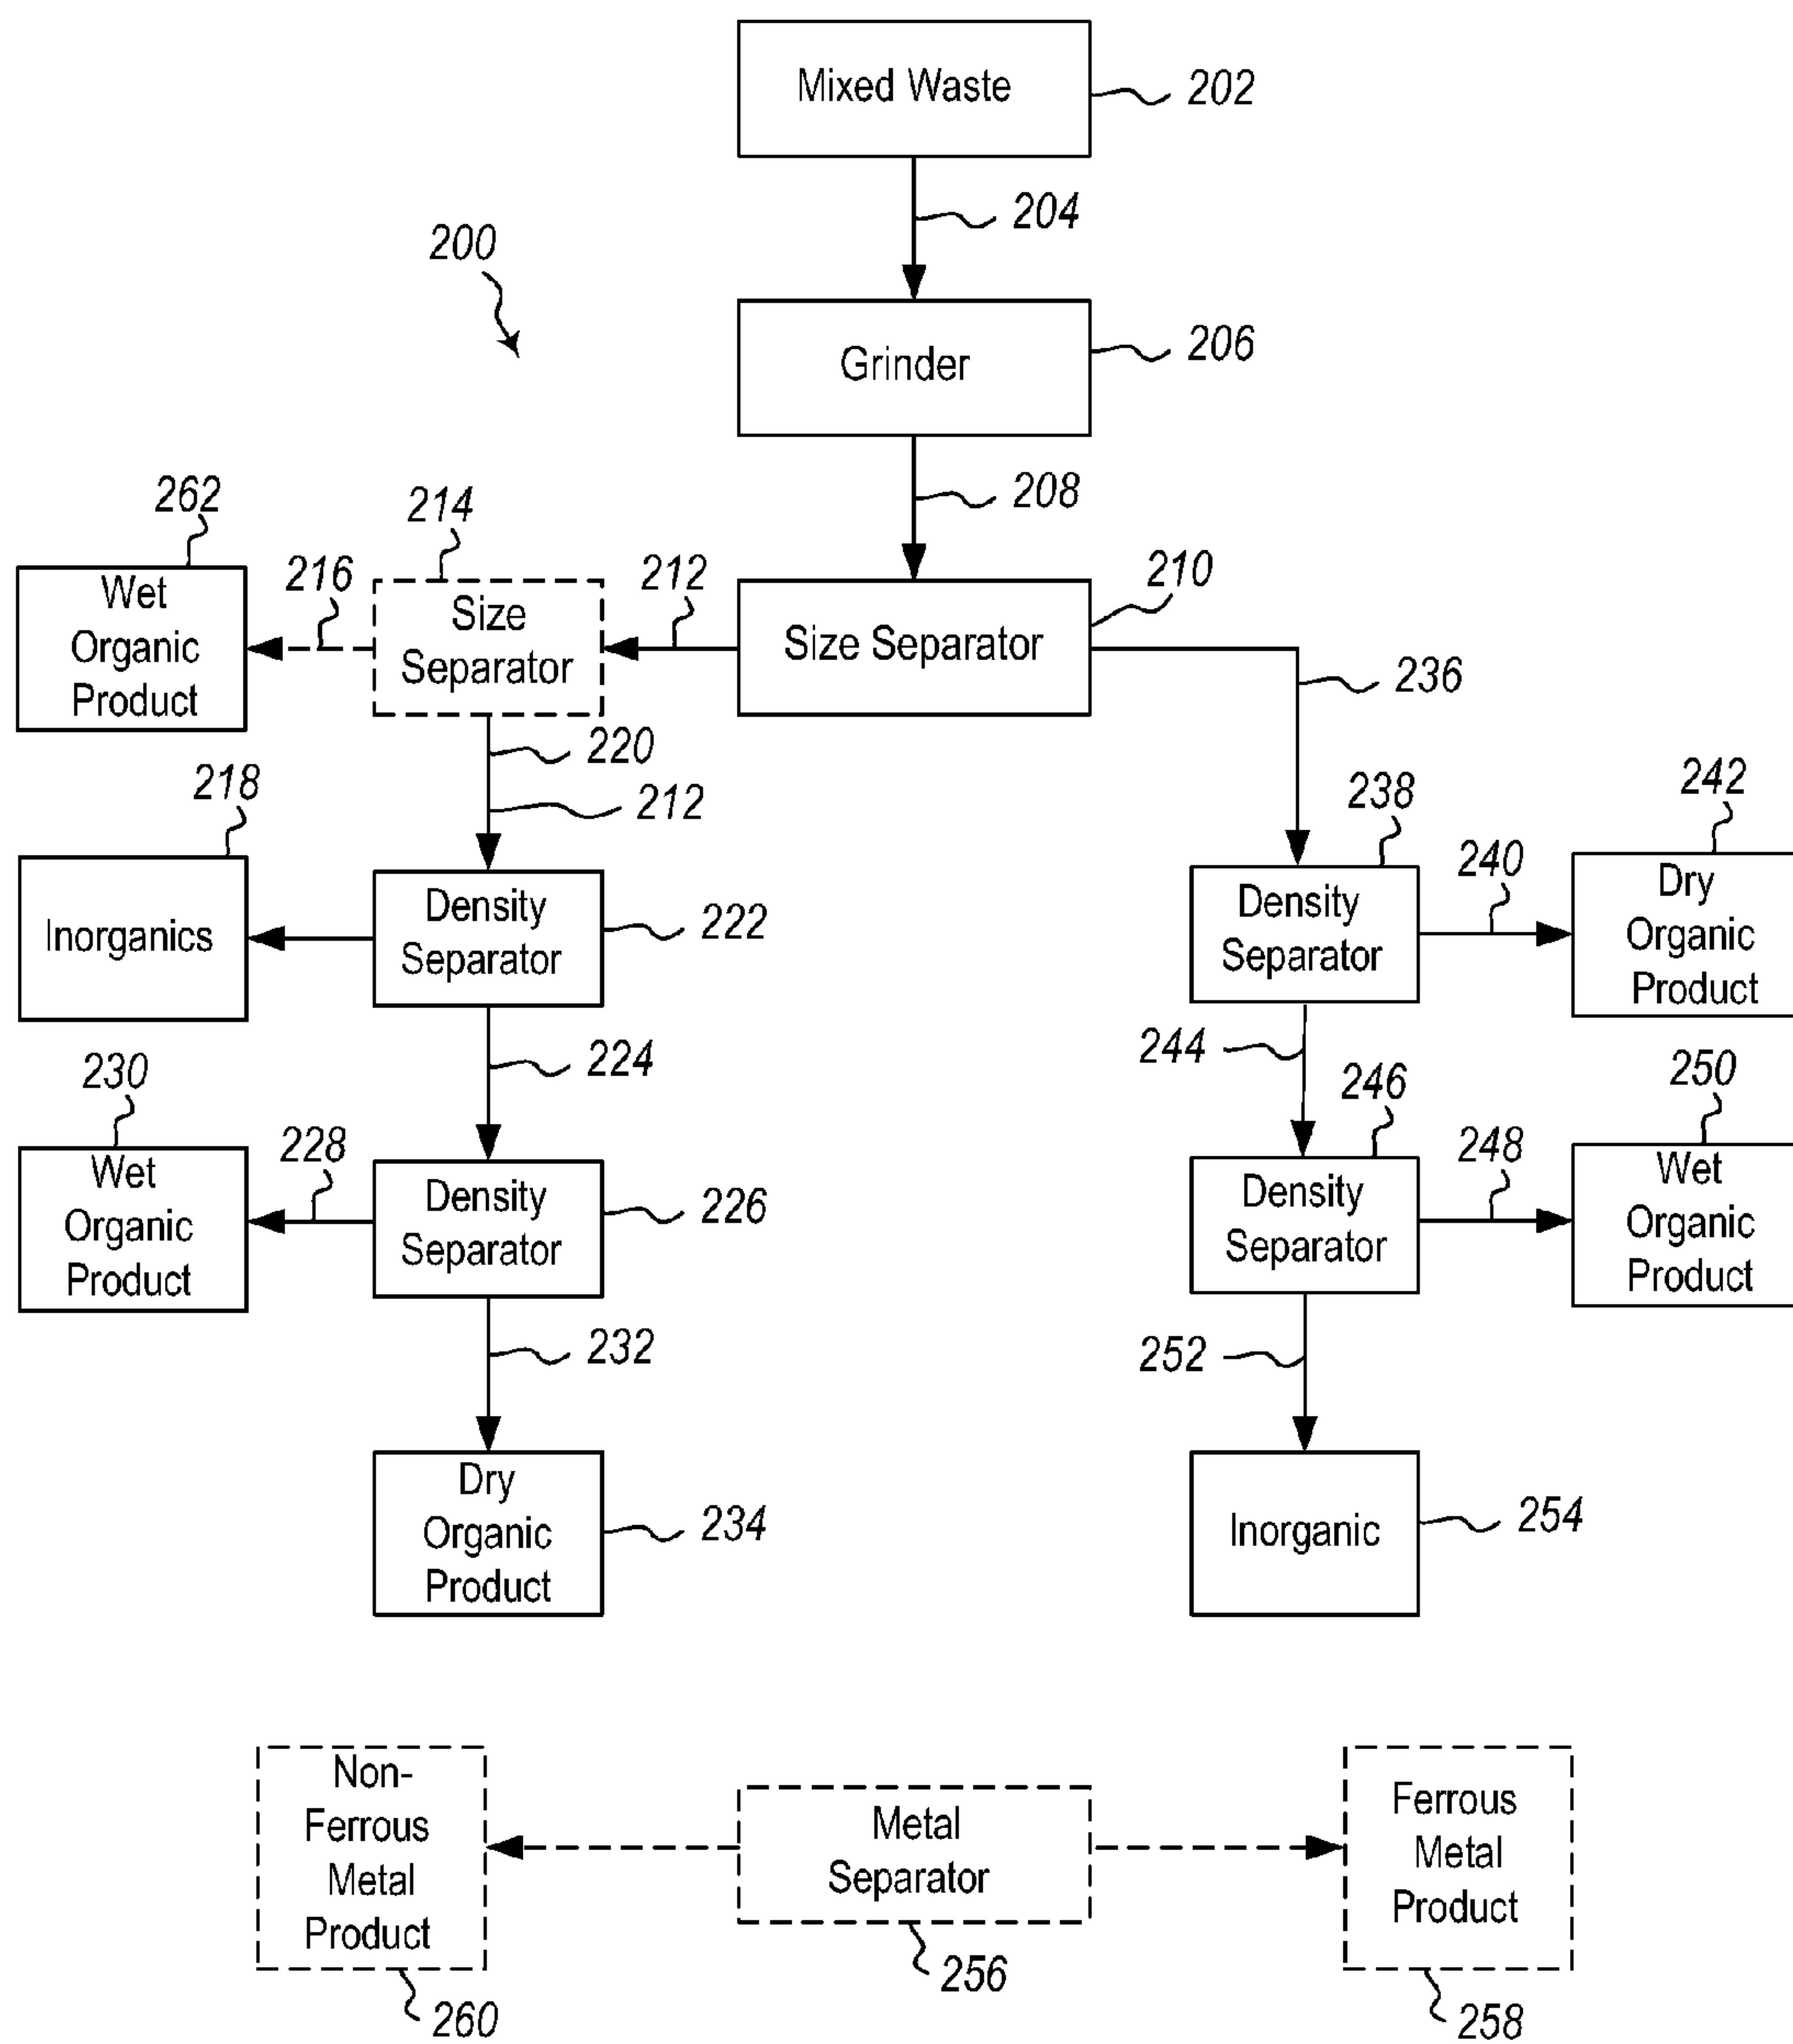 Mixed Waste
202
204
200
Grinder
206
208
262
214
Wet
Organic
Product
216
Size
Separator
212
Size Separator
210
236
220
212
218
Inorganics
Density
Separator
222
238
Density
Separator
240
242
Dry
Organic
Product
224
244
230
Wet
Organic
Product
228
Density
Separator
226
246
Density
Separator
248
250
Wet
Organic
Product
232
252
Dry
Organic
Product
234
Inorganic
254
Non-
Ferrous
Metal
Product
260
Metal
Separator
256
Ferrous
Metal
Product
258